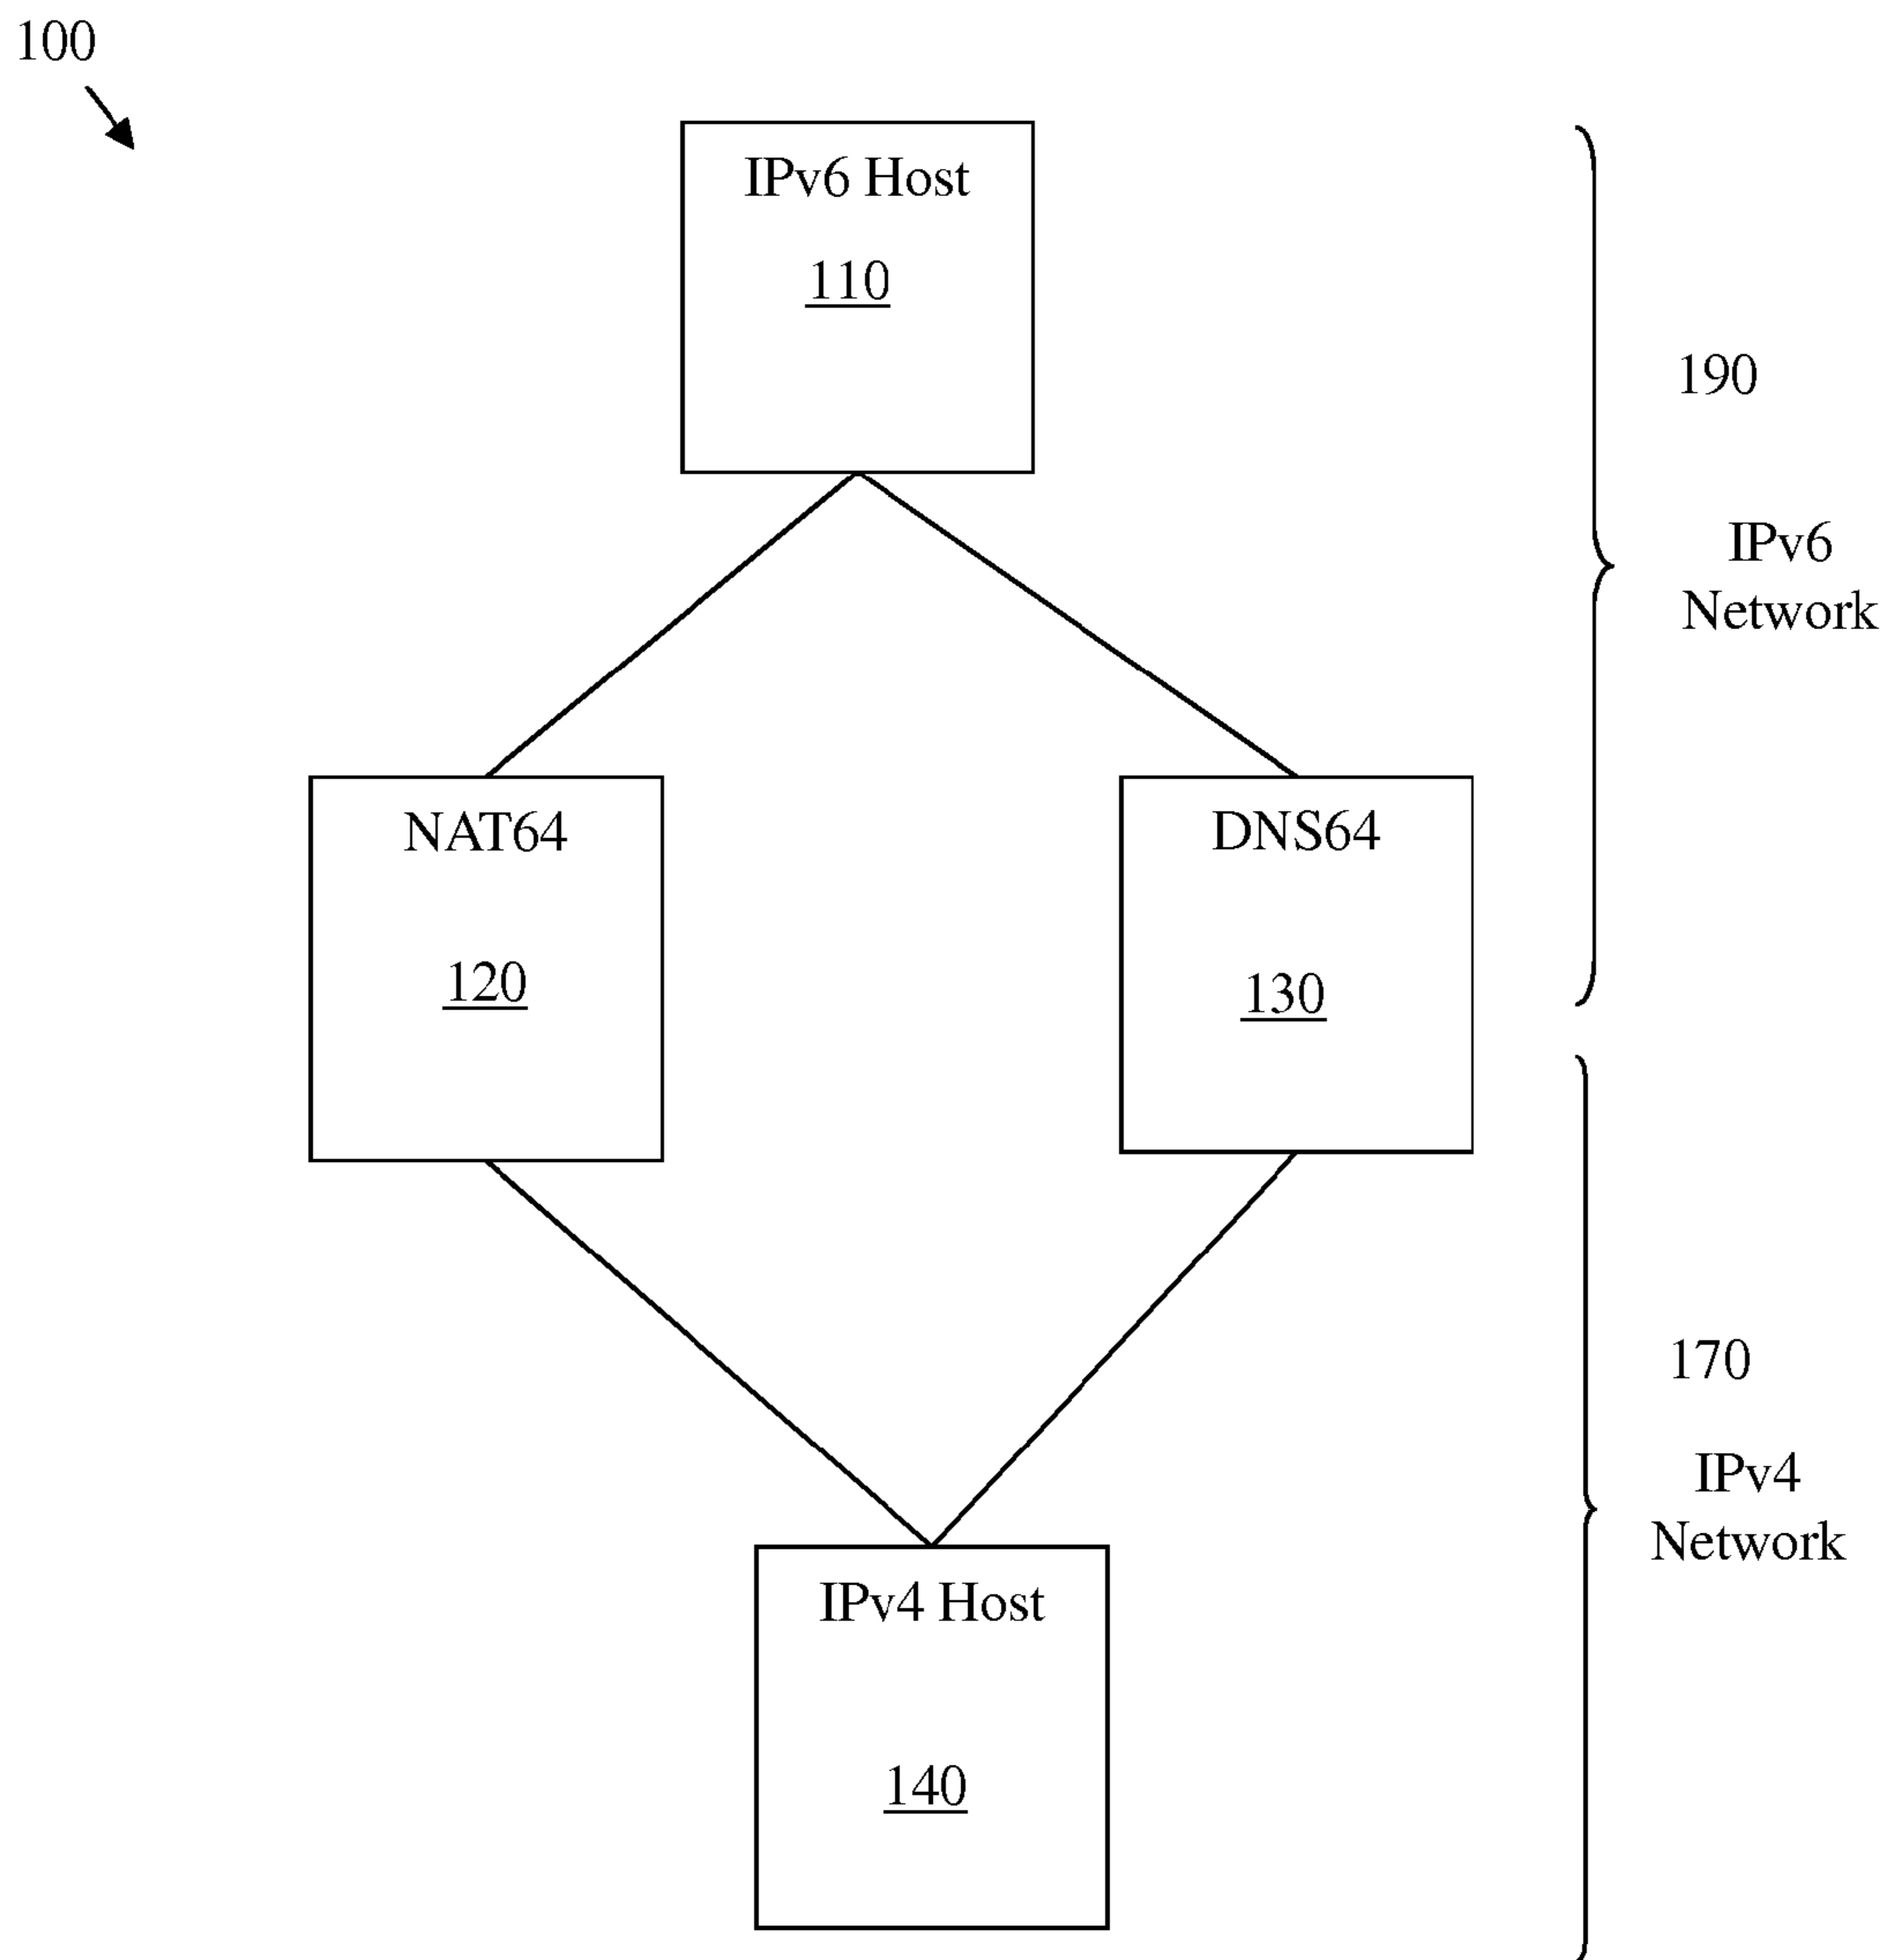 100
IPv6 Host
110
190
IPv6
Network
NAT64
120
DNS64
130
170
IPv4
Network
IPv4 Host
140